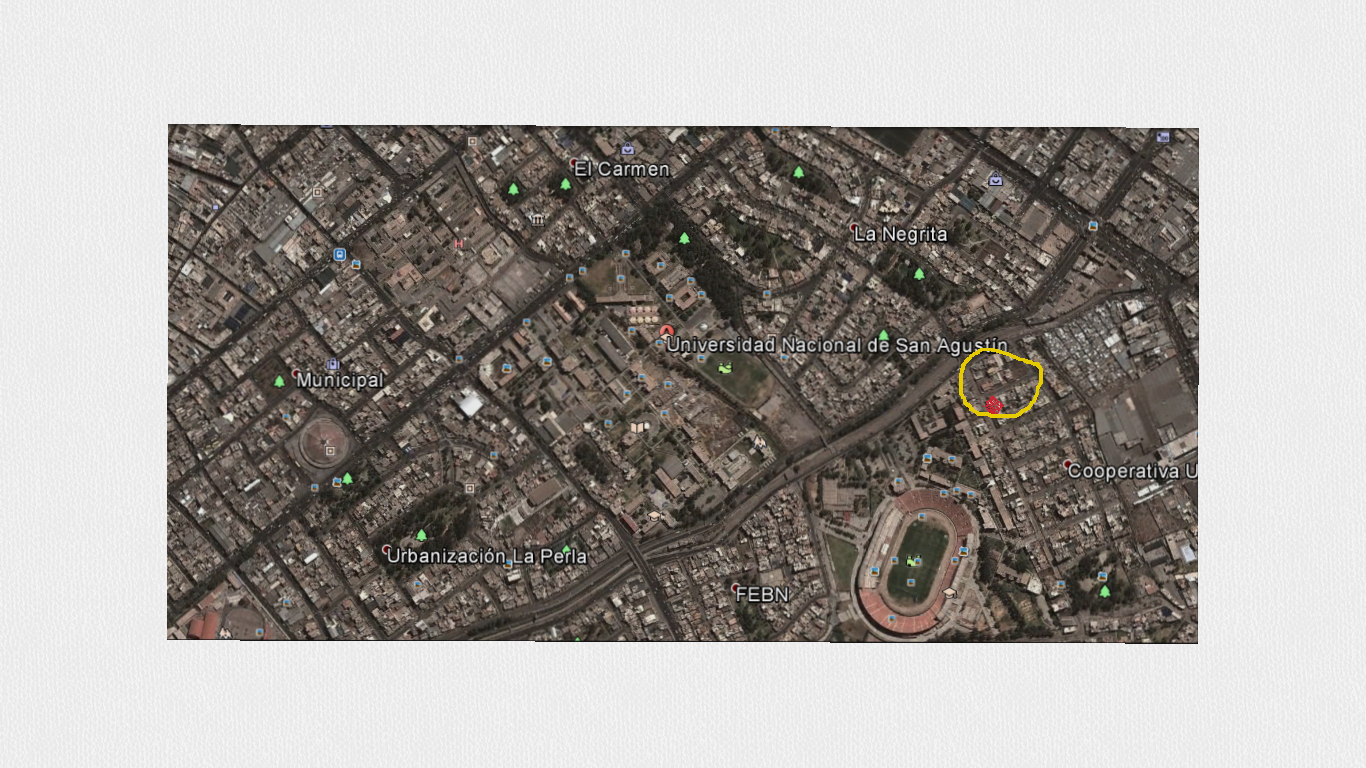 El Carmen
La Negrita
H
A
Universidad Nacional de San Agustín
Municipal
Cooperativa U
Urbanización La Perla
FEBN